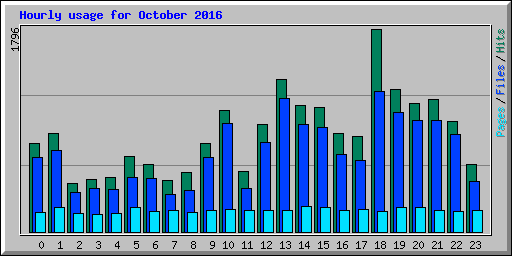 Hourly usage for October 2016
1796
Pages / Files / Hits
0 1 2 3 4 5 6 7 8 9 10 11 12 13 14 15 16 17 18 19 20 21 22 23